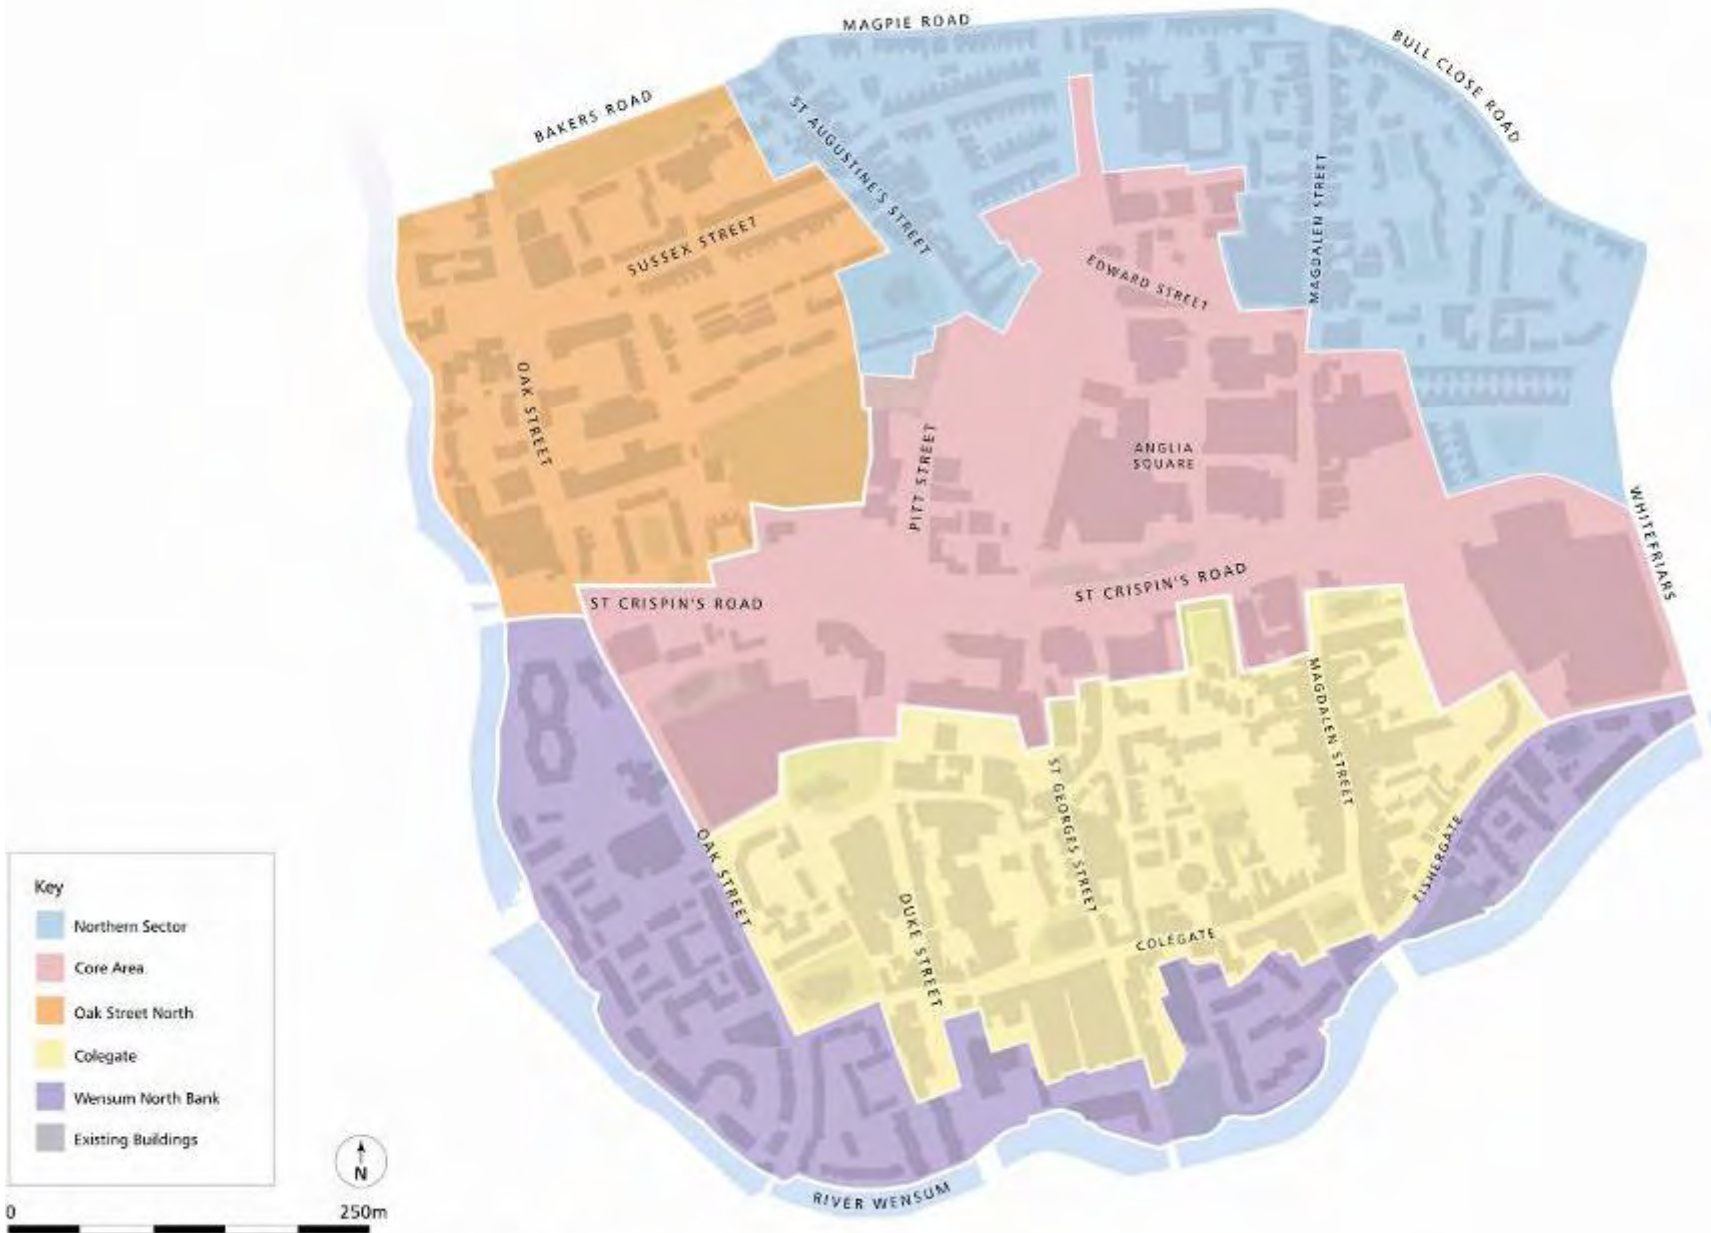 MAGPIE ROAD
BULL CLOSE ROAD
BAKERS ROAD
ST AUGUSTINE'S STREET
MAGDALEN STREET
SUSSEX STREET
EDWARD STREET
OAK STREET
PITT STREET
ANGLIA
SQUARE
WHITEFRIARS
ST CRISPIN'S ROAD
ST CRISPIN'S ROAD
MAGDALEN STREET
ST GEORGES STREET
OAK STREET
DUKE STREET
FISHERGATE
COLEGATE
RIVER WENSUM
Key
Northern Sector
Core Area
Oak Street North
Colegate
Wensum North Bank
Existing Buildings
N
0 250m